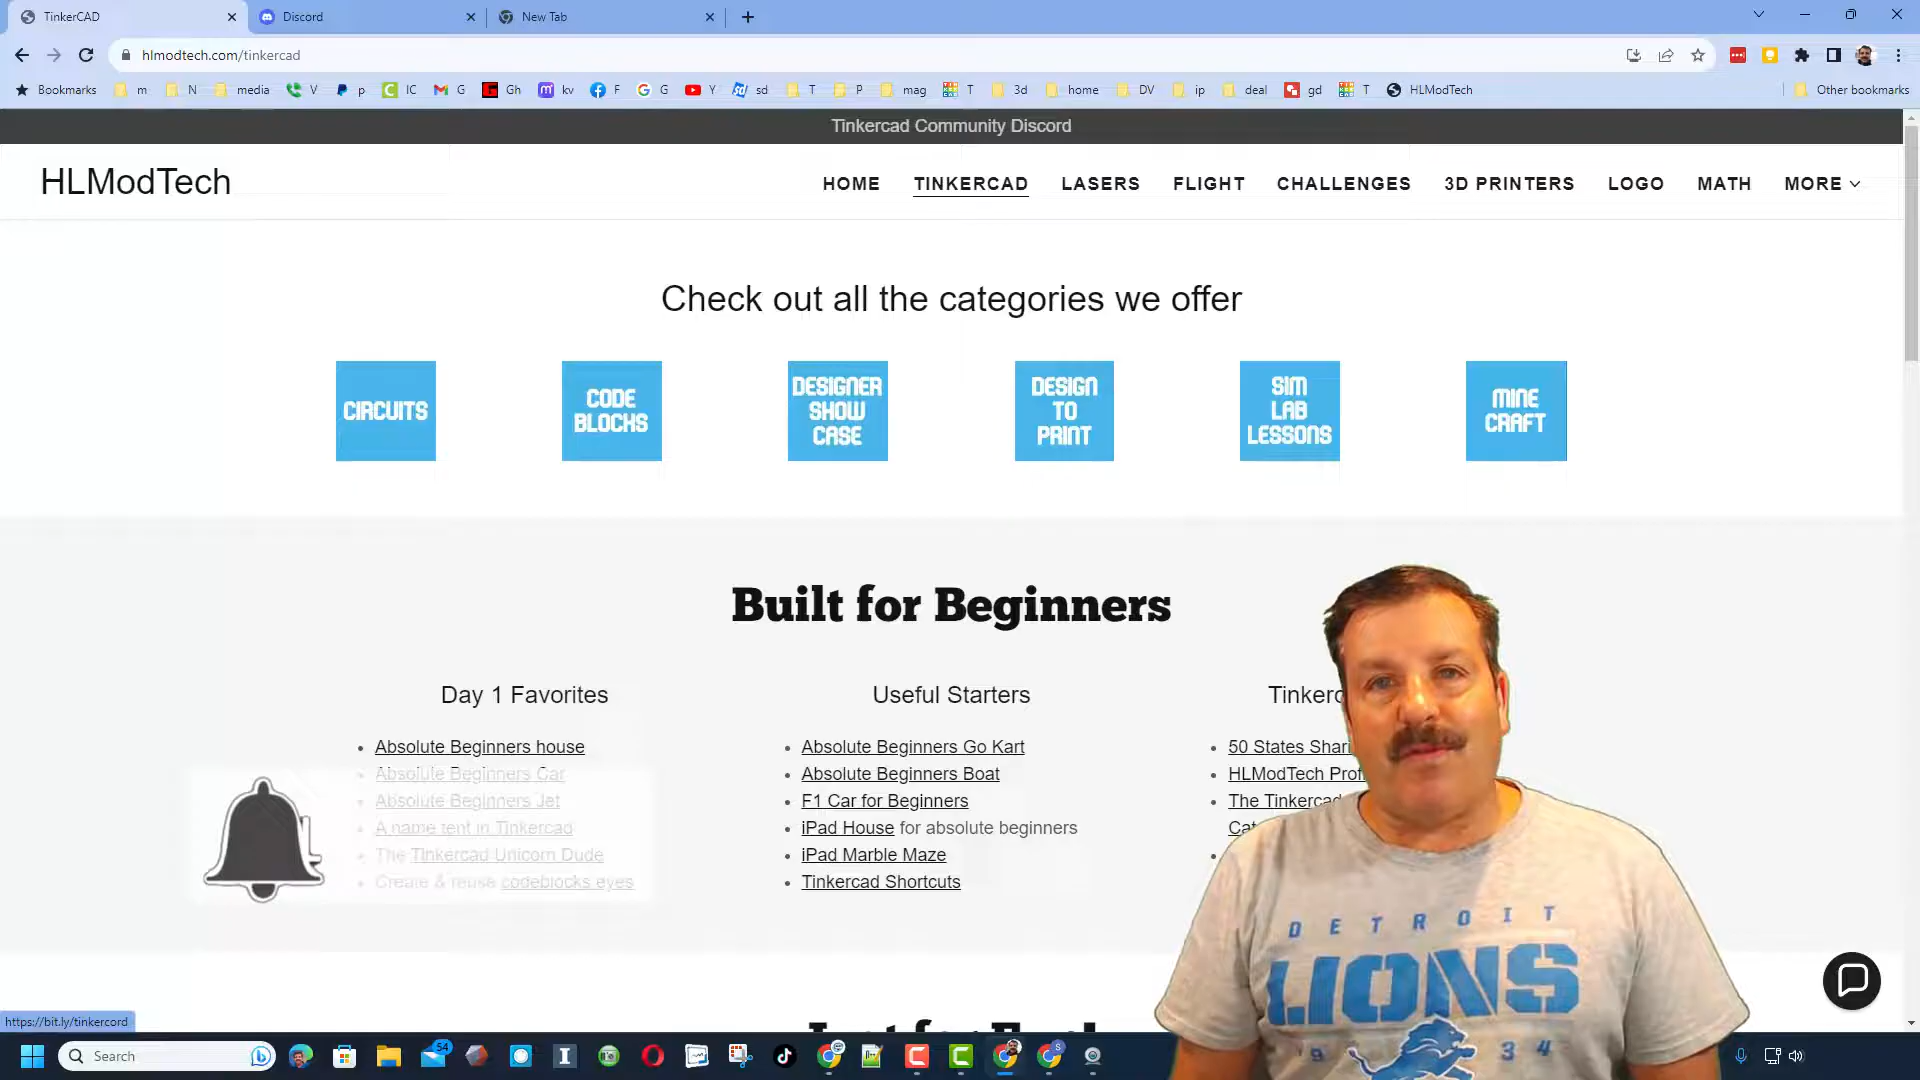 TinkerCAD
Discord
New Tab
hlmodtech.com/tinkercad
Bookmarks m N media V p IC G Gh kv F G Y sd T P mag T 3d home DV ip deal gd T HLModTech Other bookmarks
Tinkercad Community Discord
HLModTech
HOME TINKERCAD LASERS FLIGHT CHALLENGES 3D PRINTERS LOGO MATH MORE
Check out all the categories we offer
CIRCUITS
CODE
BLOCKS
DESIGNER
SHOW
CASE
DESIGN
TO
PRINT
SIM
LAB
LESSONS
MINE
CRAFT
Built for Beginners
Day 1 Favorites
Absolute Beginners house
Absolute Beginners Car
Absolute Beginners Jet
A name tent in Tinkercad
The Tinkercad Unicorn Dude
Create & reuse codeblocks eyes
Useful Starters
Absolute Beginners Go Kart
Absolute Beginners Boat
F1 Car for Beginners
iPad House for absolute beginners
iPad Marble Maze
Tinkercad Shortcuts
Tinkerc
50 States Shari
HLModTech Prof
The Tinkercad
Cat
DETROIT
LIONS
19 34
https://bit.ly/tinkercord
Search
54